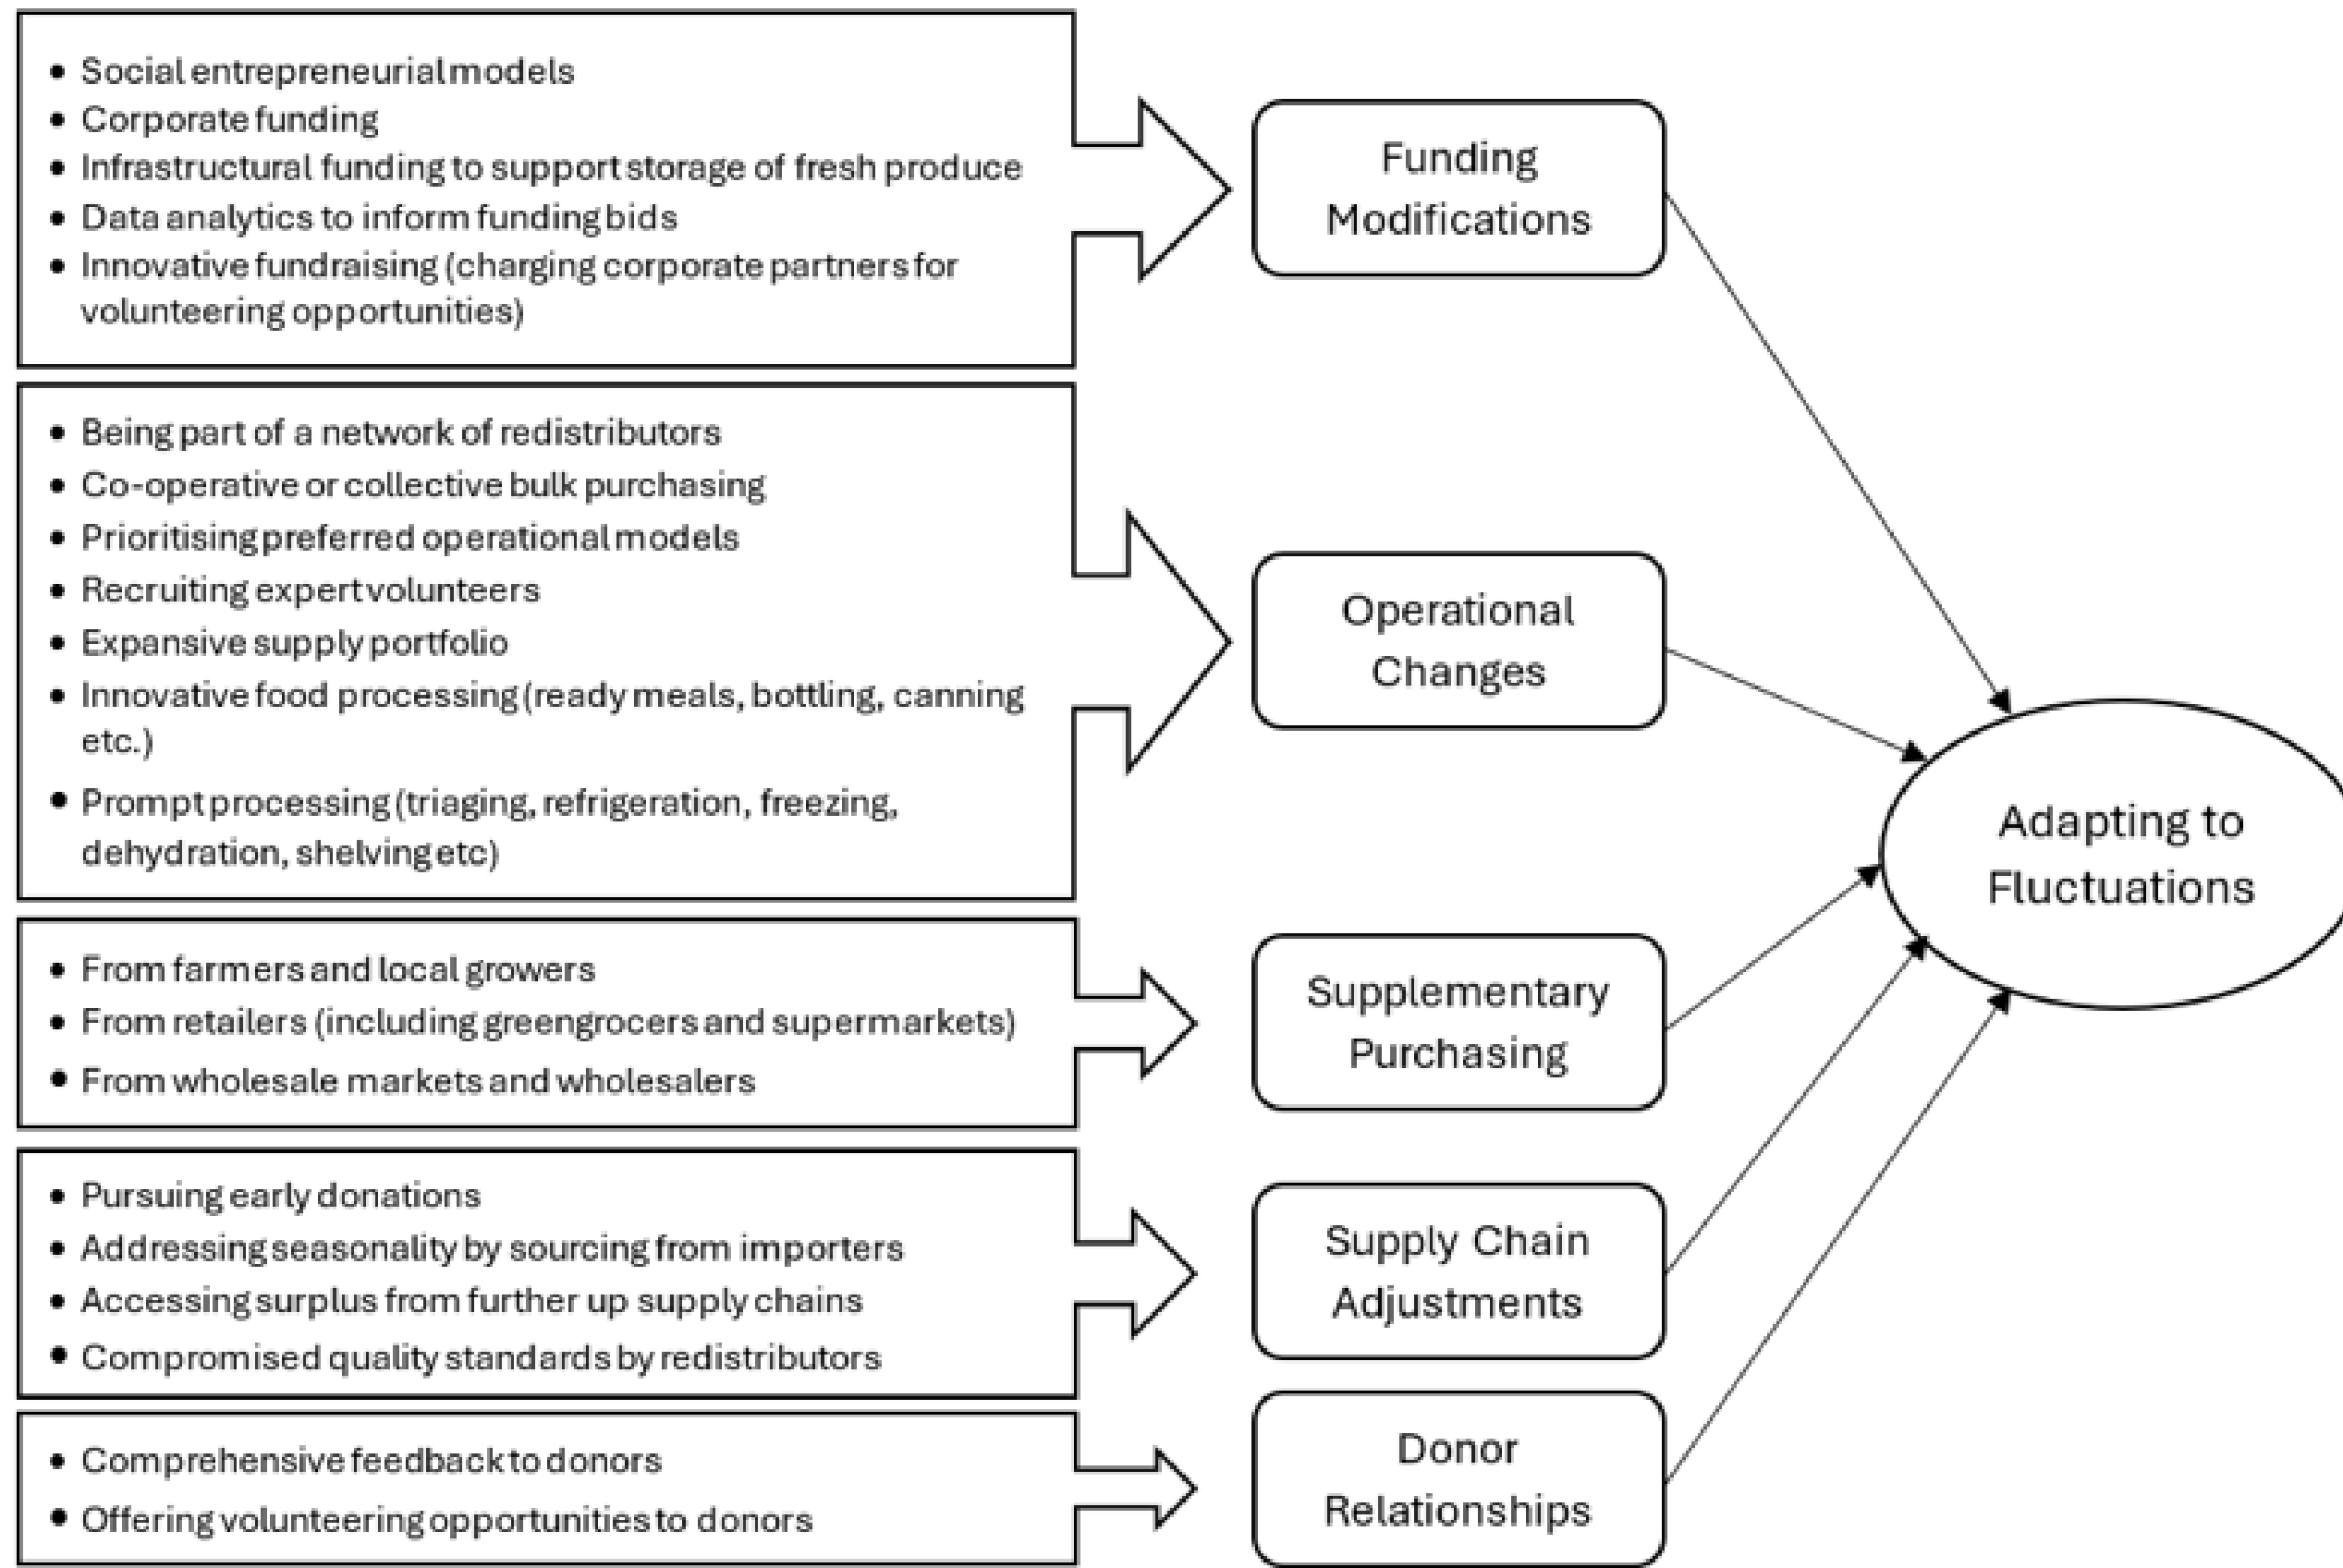 • Social entrepreneurial models
• Corporate funding
• Infrastructural funding to support storage of fresh produce
• Data analytics to inform funding bids
• Innovative fundraising (charging corporate partners for
volunteering opportunities)
Funding
Modifications
• Being part of a network of redistributors
• Co-operative or collective bulk purchasing
• Prioritising preferred operational models
• Recruiting expert volunteers
• Expansive supply portfolio
• Innovative food processing (ready meals, bottling, canning
etc.)
• Prompt processing (triaging, refrigeration, freezing,
dehydration, shelving etc)
Operational
Changes
• From farmers and local growers
• From retailers (including greengrocers and supermarkets)
• From wholesale markets and wholesalers
Supplementary
Purchasing
• Pursuing early donations
• Addressing seasonality by sourcing from importers
• Accessing surplus from further up supply chains
• Compromised quality standards by redistributors
Supply Chain
Adjustments
• Comprehensive feedback to donors
• Offering volunteering opportunities to donors
Donor
Relationships
Adapting to
Fluctuations